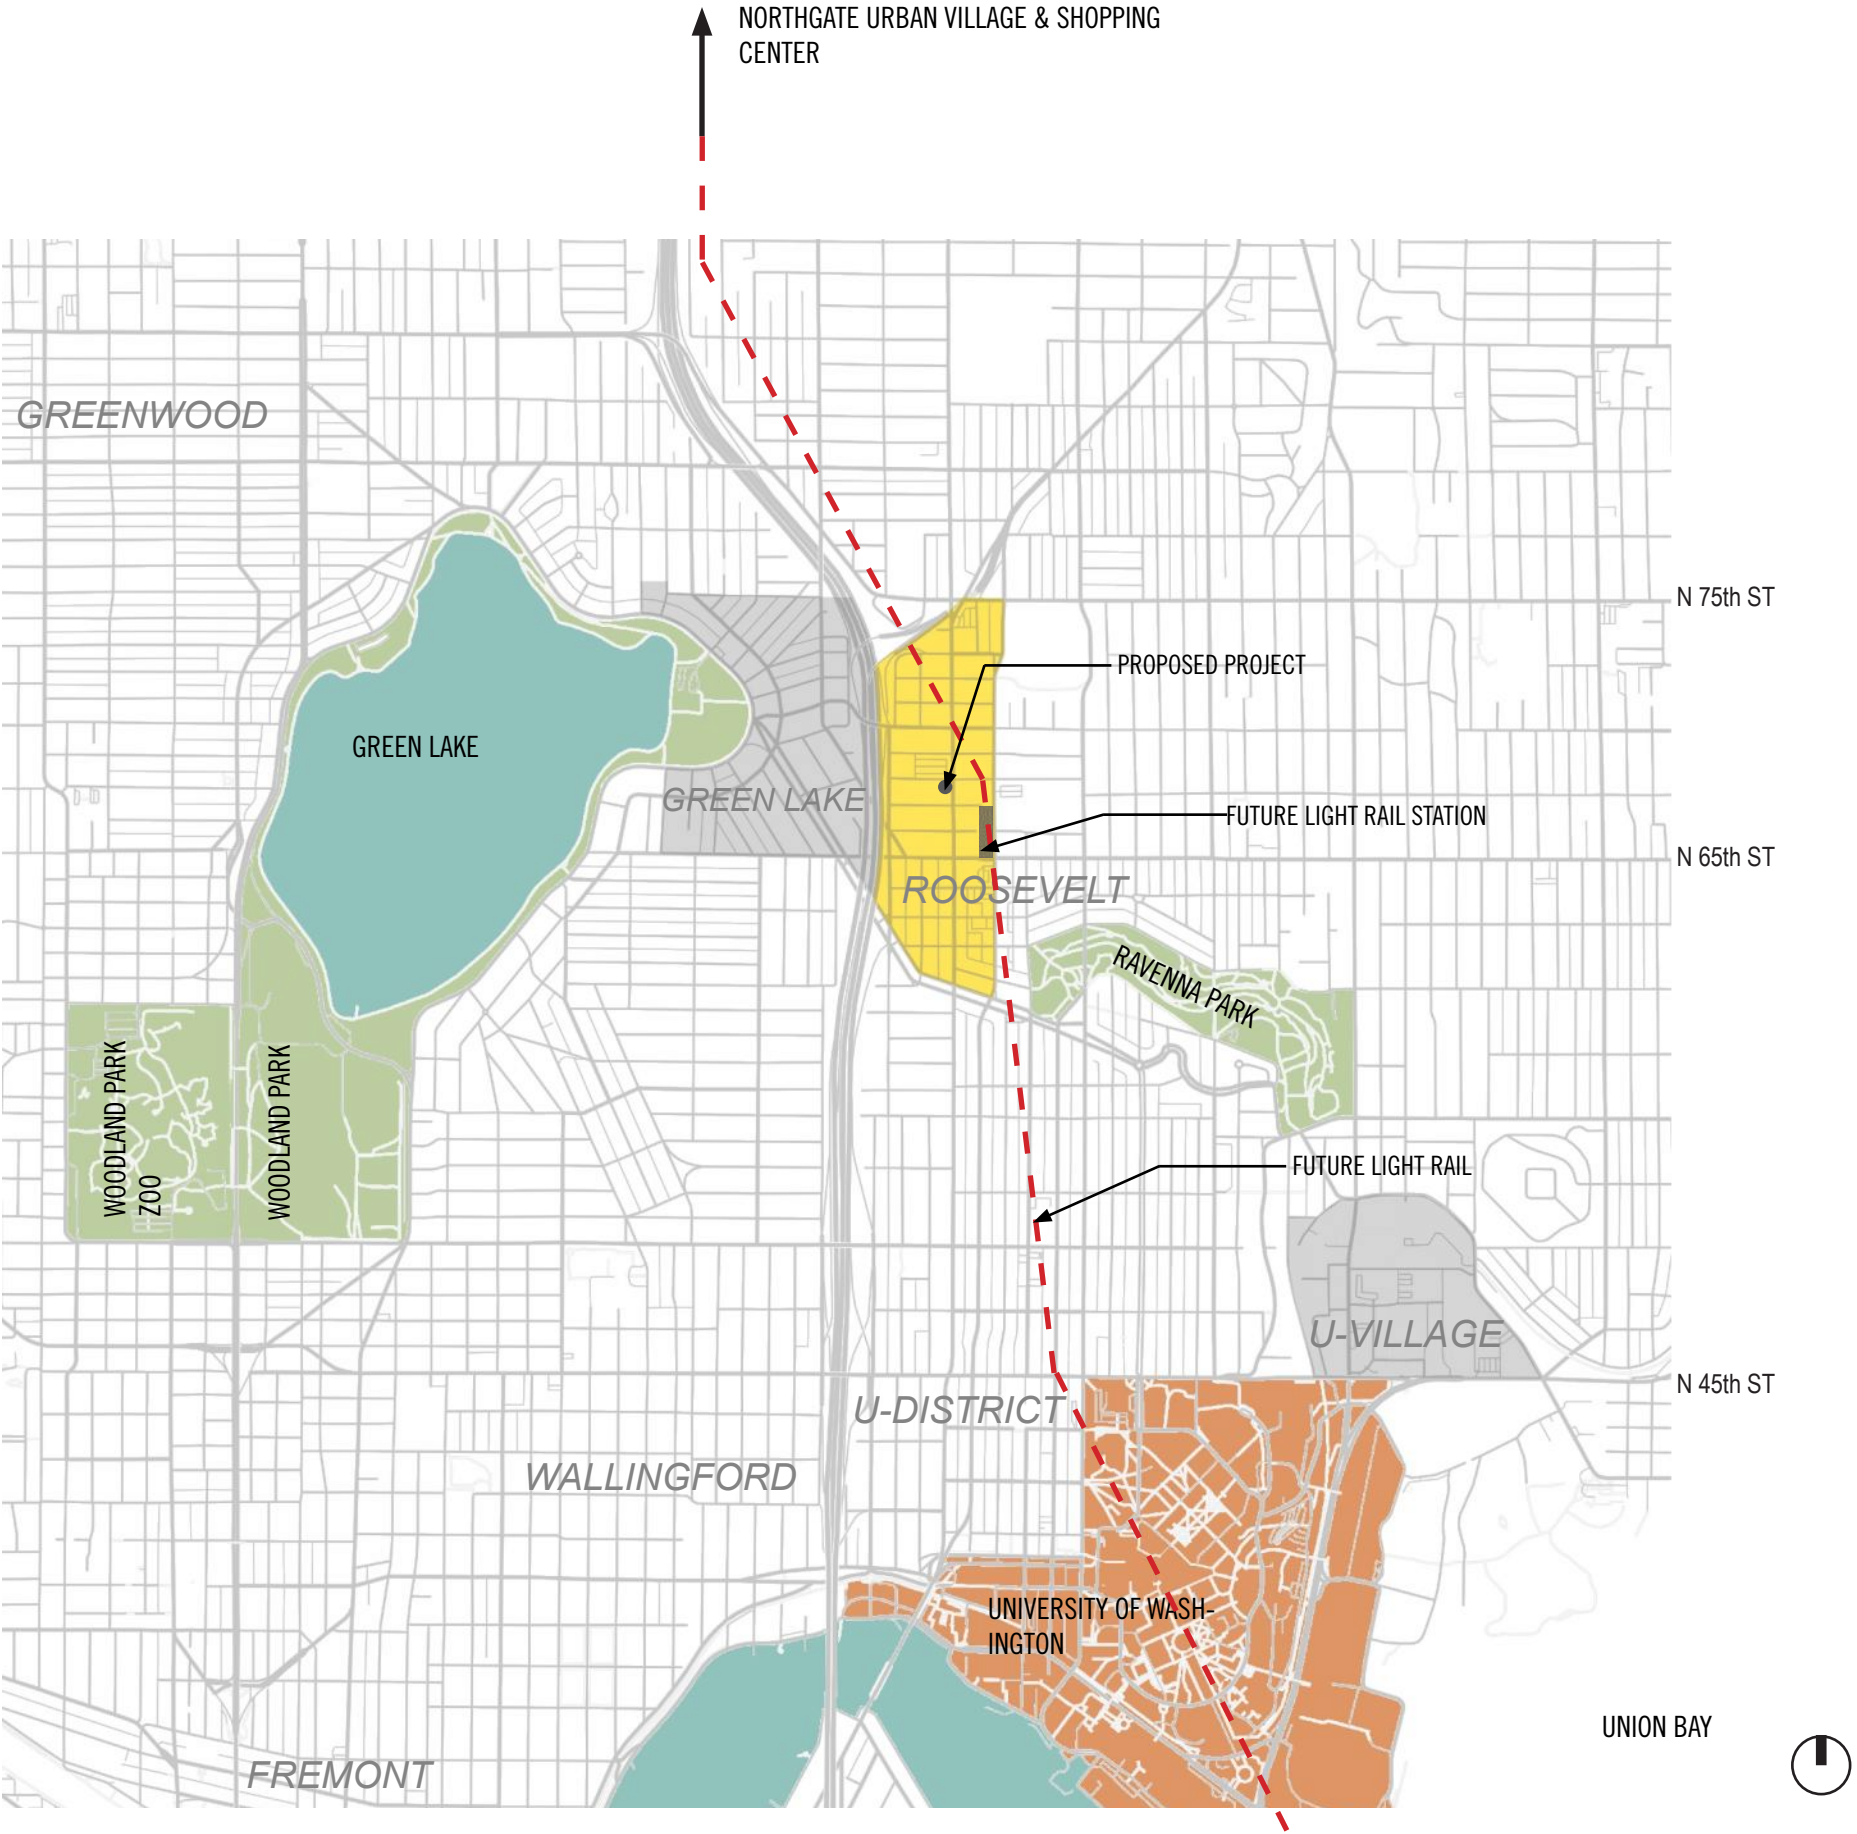 NORTHGATE URBAN VILLAGE & SHOPPING
CENTER
GREENWOOD
N 75th ST
PROPOSED PROJECT
GREEN LAKE
GREEN LAKE
FUTURE LIGHT RAIL STATION
N 65th ST
ROOSEVELT
RAVENNA PARK
WOODLAND PARK
ZOO
WOODLAND PARK
FUTURE LIGHT RAIL
U-VILLAGE
N 45th ST
U-DISTRICT
WALLINGFORD
UNIVERSITY OF WASH-
INGTON
UNION BAY
FREMONT